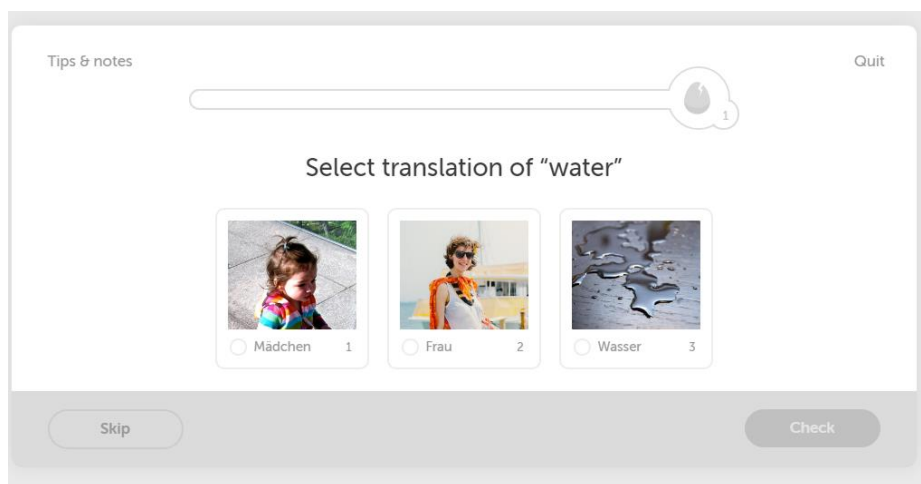 Tips & notes
Quit
1
Select translation of “water”
Mädchen 1
Frau 2
Wasser 3
Skip
Check